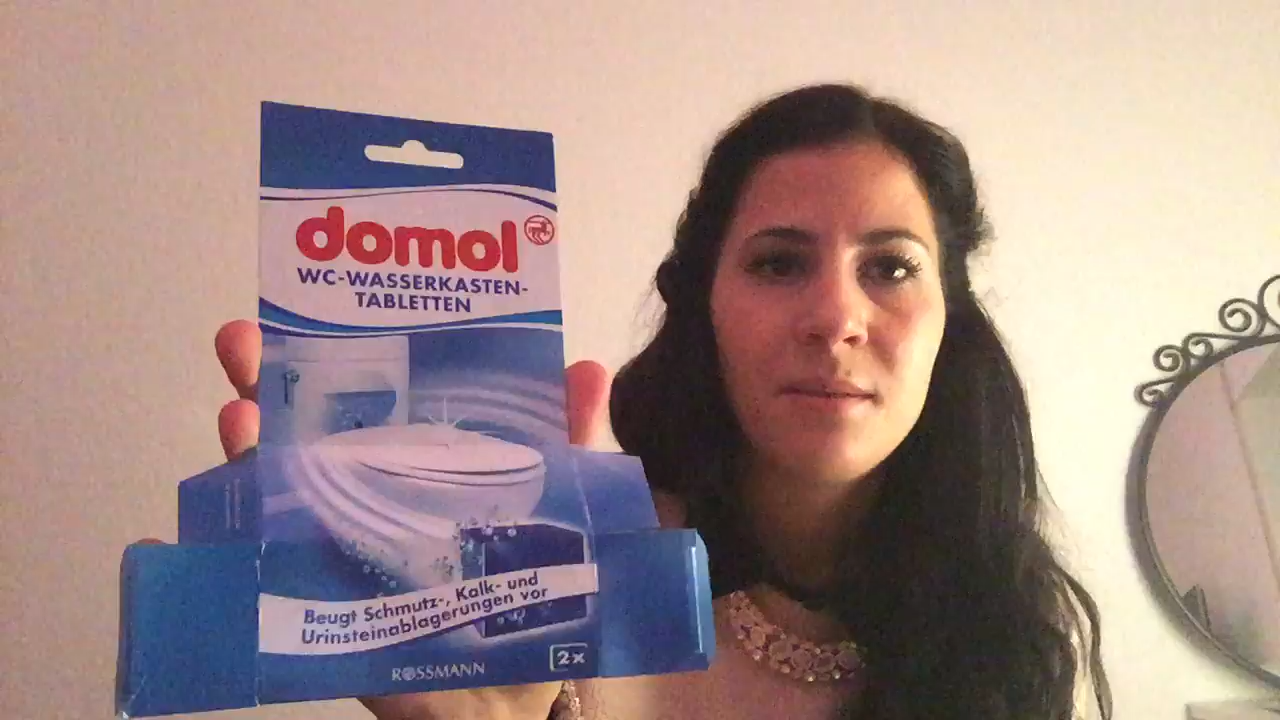 domol
WC-WASSERKASTEN-
TABLETTEN
Beugt Schmutz-, Kalk- und
Urinsteinablagerungen vor
ROSSMANN
2x